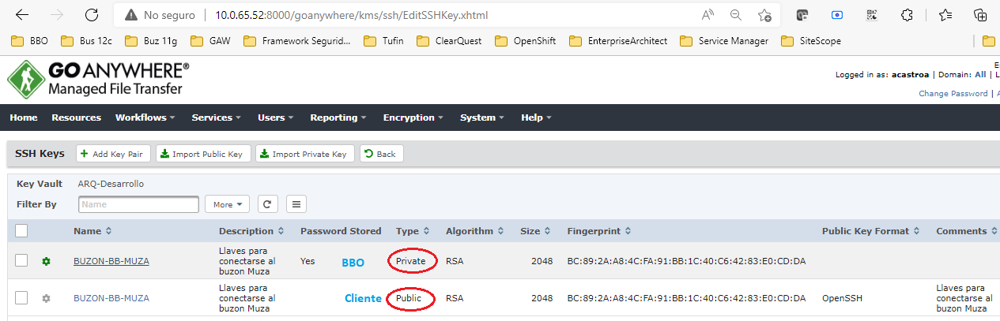 No seguro 10.0.65.52:8000/goanywhere/kms/ssh/EditSSHKey.xhtml
BBO Bus 12c Buz 11g GAW Framework Segurid... Tufin ClearQuest OpenShift EnterpriseArchitect Service Manager SiteScope
GO ANYWHERE®
Managed File Transfer
Logged in as: acastroa | Domain: All |
Change Password |
Home Resources Workflows Services Users Reporting Encryption System Help
SSH Keys + Add Key Pair Import Public Key Import Private Key Back
Key Vault ARQ-Desarrollo
Filter By Name More
Name Description Password Stored Type Algorithm Size Fingerprint Public Key Format Comments
BUZON-BB-MUZA Llaves para conectarse al buzon Muza Yes BBO Private RSA 2048 BC:89:2A:A8:4C:FA:91:BB:1C:40:C6:42:83:E0:CD:DA
BUZON-BB-MUZA Llaves para conectarse al buzon Muza Cliente Public RSA 2048 BC:89:2A:A8:4C:FA:91:BB:1C:40:C6:42:83:E0:CD:DA OpenSSH Llaves para conectarse al buzon Muza